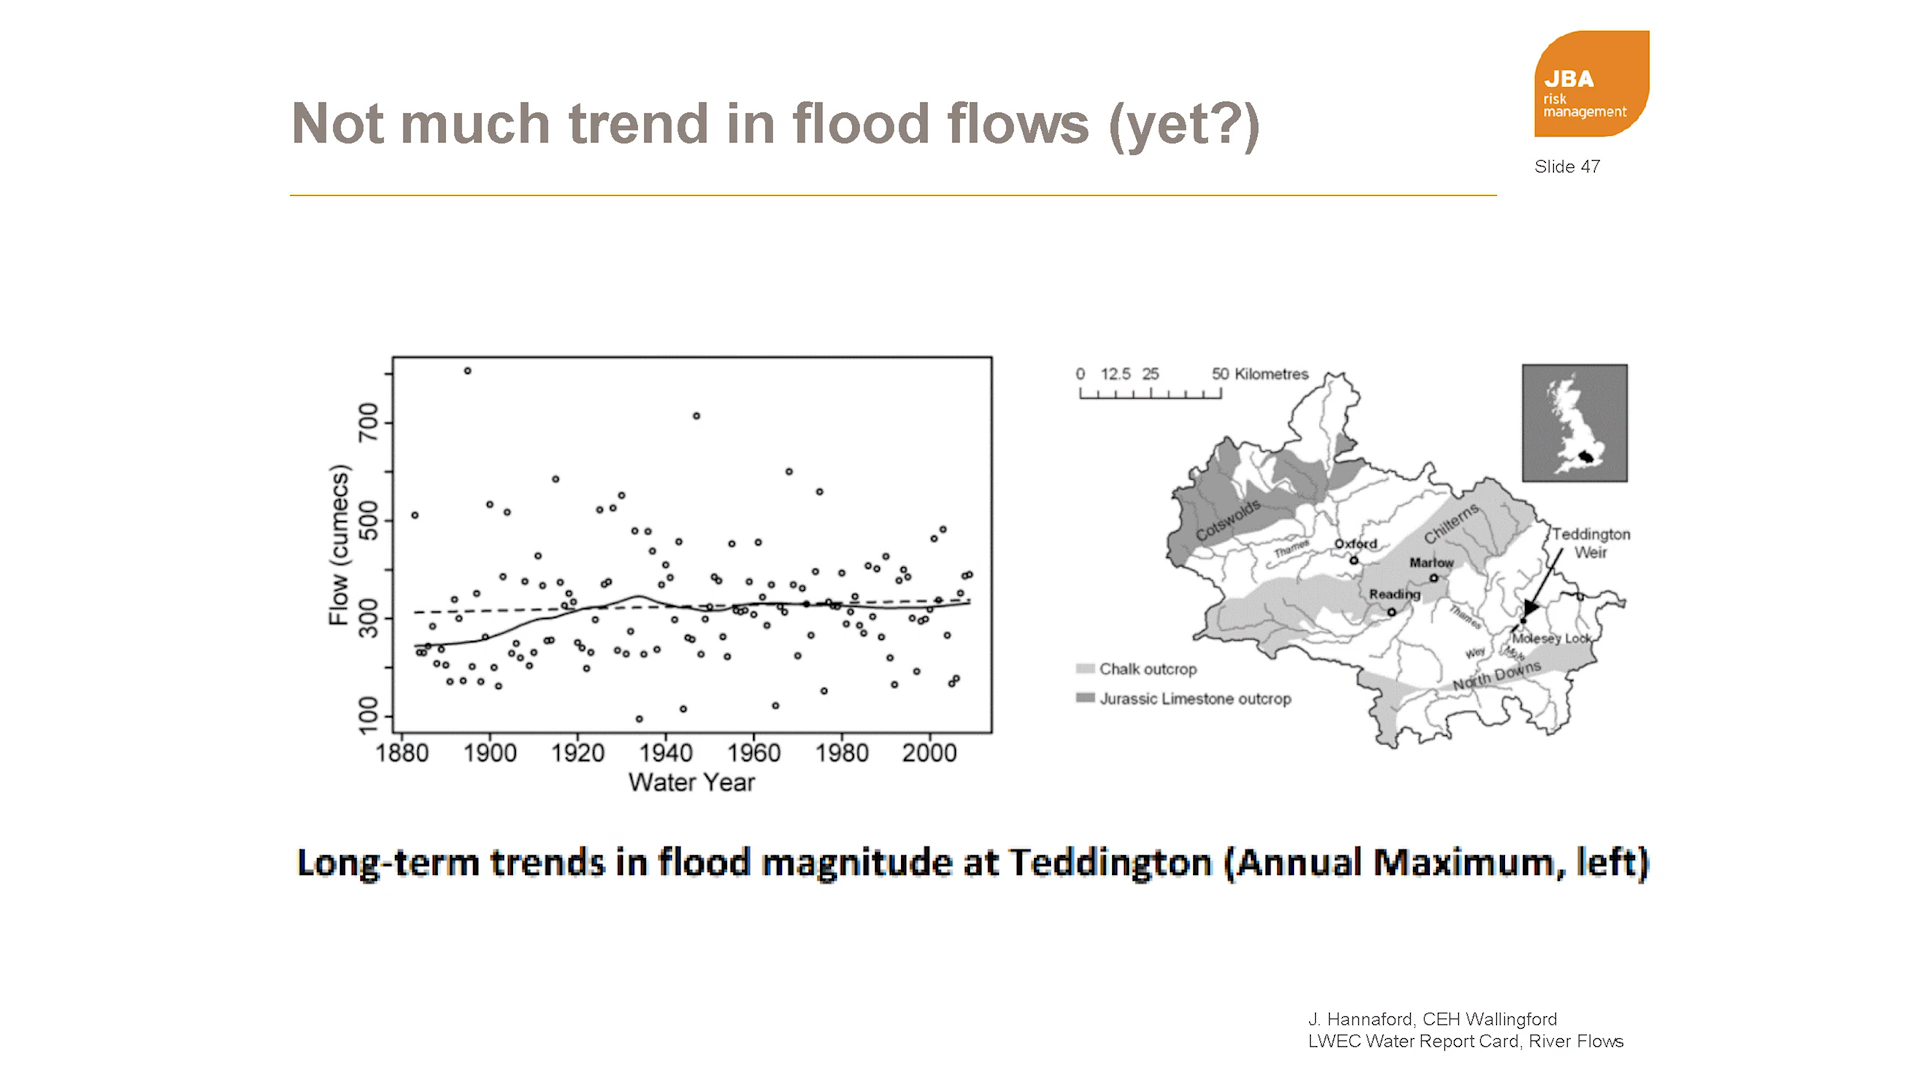 Not much trend in flood flows (yet?)
JBA
risk
management
Slide 47
Flow (cumecs)
700
500
300
100
1880 1900 1920 1940 1960 1980 2000
Water Year
0 12.5 25 50 Kilometres
Cotswolds
Thames
Oxford
Chilterns
Marlow
Reading
Thames
Teddington
Weir
Molesey Lock
Wey
Mole
North Downs
Chalk outcrop
Jurassic Limestone outcrop
Long-term trends in flood magnitude at Teddington (Annual Maximum, left)
J. Hannaford, CEH Wallingford
LWEC Water Report Card, River Flows